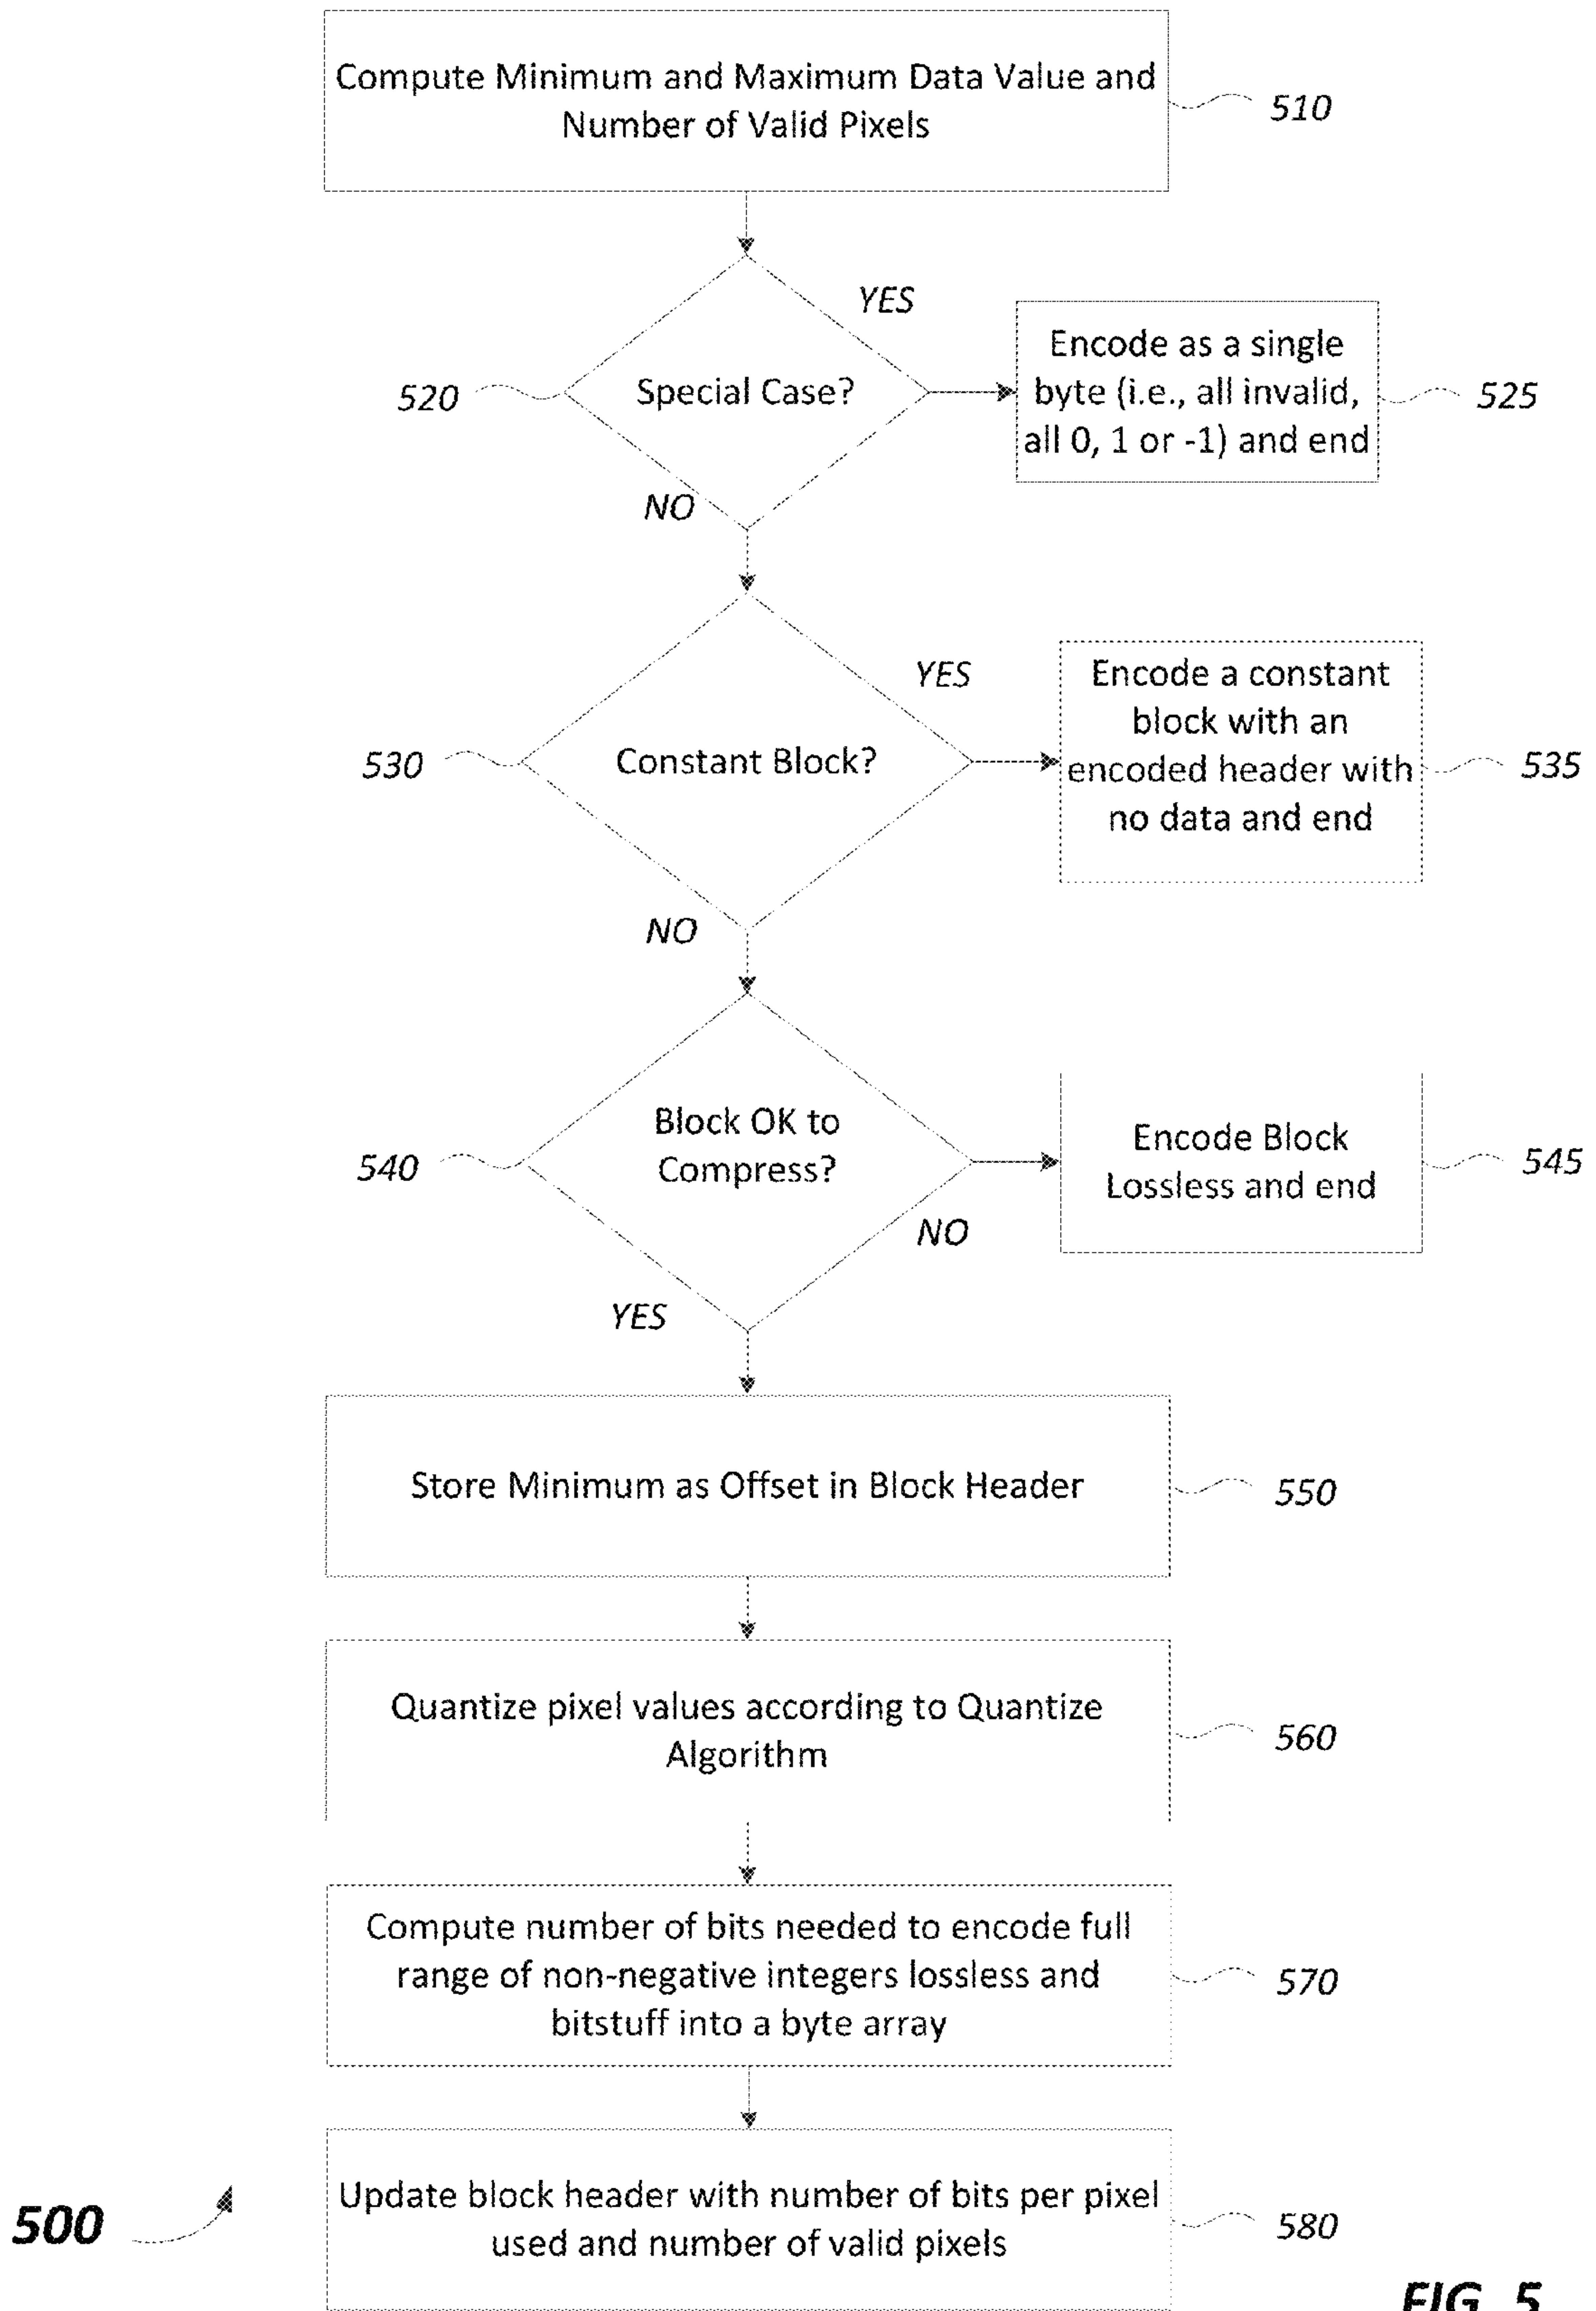 Compute Minimum and Maximum Data Value and
Number of Valid Pixels
510
YES
520
Special Case?
Encode as a single
byte (i.e., all invalid,
all 0, 1 or -1) and end
525
NO
YES
530
Constant Block?
Encode a constant
block with an
encoded header with
no data and end
535
NO
540
Block OK to
Compress?
Encode Block
Lossless and end
545
NO
YES
Store Minimum as Offset in Block Header
550
Quantize pixel values according to Quantize
Algorithm
560
Compute number of bits needed to encode full
range of non-negative integers lossless and
bitstuff into a byte array
570
Update block header with number of bits per pixel
used and number of valid pixels
580
500
FIG. 5